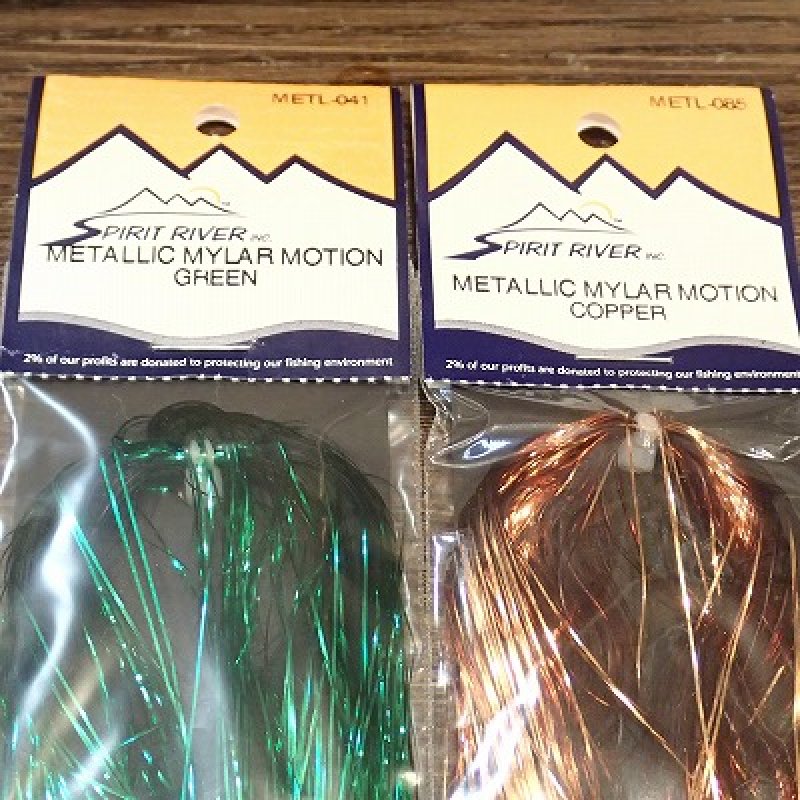 METL-041
SPIRIT RIVER INC.
METALLIC MYLAR MOTION
GREEN
2% of our profits are donated to protecting our fishing environment
METL-085
SPIRIT RIVER INC.
METALLIC MYLAR MOTION
COPPER
2% of our profits are donated to protecting our fishing environment